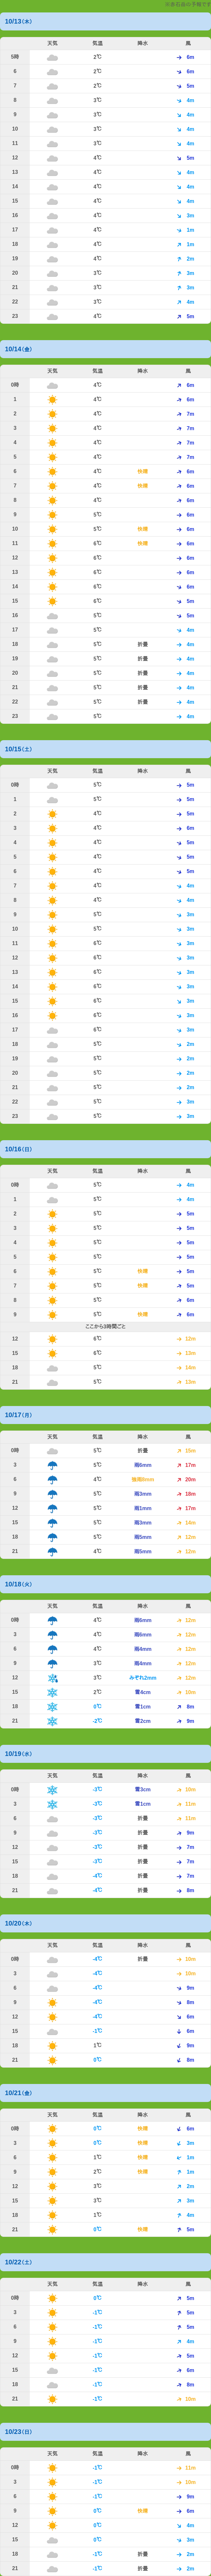 ※赤石岳の予報です
10/13(木)
天気 気温 降水 風
5時 2℃ 6m
6 2℃ 6m
7 2℃ 5m
8 3℃ 4m
9 3℃ 4m
10 3℃ 4m
11 3℃ 4m
12 4℃ 5m
13 4℃ 4m
14 4℃ 4m
15 4℃ 4m
16 4℃ 3m
17 4℃ 1m
18 4℃ 1m
19 4℃ 2m
20 3℃ 3m
21 3℃ 3m
22 3℃ 4m
23 4℃ 5m
10/14(金)
天気 気温 降水 風
0時 4℃ 6m
1 4℃ 6m
2 4℃ 7m
3 4℃ 7m
4 4℃ 7m
5 4℃ 7m
6 4℃ 快晴 6m
7 4℃ 快晴 6m
8 4℃ 6m
9 5℃ 6m
10 5℃ 快晴 6m
11 6℃ 快晴 6m
12 6℃ 6m
13 6℃ 6m
14 6℃ 6m
15 6℃ 5m
16 5℃ 5m
17 5℃ 4m
18 5℃ 折曇 4m
19 5℃ 折曇 4m
20 5℃ 折曇 4m
21 5℃ 折曇 4m
22 5℃ 折曇 4m
23 5℃ 4m
10/15(土)
天気 気温 降水 風
0時 5℃ 5m
1 5℃ 5m
2 4℃ 5m
3 4℃ 6m
4 4℃ 5m
5 4℃ 5m
6 4℃ 5m
7 4℃ 4m
8 4℃ 4m
9 5℃ 3m
10 5℃ 3m
11 6℃ 3m
12 6℃ 3m
13 6℃ 3m
14 6℃ 3m
15 6℃ 3m
16 6℃ 3m
17 6℃ 3m
18 5℃ 2m
19 5℃ 2m
20 5℃ 2m
21 5℃ 2m
22 5℃ 3m
23 5℃ 3m
10/16(日)
天気 気温 降水 風
0時 5℃ 4m
1 5℃ 4m
2 5℃ 5m
3 5℃ 5m
4 5℃ 5m
5 5℃ 5m
6 5℃ 快晴 5m
7 5℃ 快晴 5m
8 5℃ 6m
9 5℃ 快晴 6m
ここから3時間ごと
12 6℃ 12m
15 6℃ 13m
18 5℃ 14m
21 5℃ 13m
10/17(月)
天気 気温 降水 風
0時 5℃ 折曇 15m
3 5℃ 雨6mm 17m
6 4℃ 強雨8mm 20m
9 5℃ 雨3mm 18m
12 5℃ 雨1mm 17m
15 5℃ 雨3mm 14m
18 5℃ 雨5mm 12m
21 4℃ 雨5mm 12m
10/18(火)
天気 気温 降水 風
0時 4℃ 雨6mm 12m
3 4℃ 雨6mm 12m
6 4℃ 雨4mm 12m
9 3℃ 雨4mm 12m
12 3℃ みぞれ2mm 12m
15 2℃ 雪4cm 10m
18 0℃ 雪1cm 8m
21 -2℃ 雪2cm 9m
10/19(水)
天気 気温 降水 風
0時 -3℃ 雪3cm 10m
3 -3℃ 雪1cm 11m
6 -3℃ 折曇 11m
9 -3℃ 折曇 9m
12 -3℃ 折曇 7m
15 -3℃ 折曇 7m
18 -4℃ 折曇 7m
21 -4℃ 折曇 8m
10/20(木)
天気 気温 降水 風
0時 -4℃ 折曇 10m
3 -4℃ 10m
6 -4℃ 9m
9 -4℃ 8m
12 -4℃ 6m
15 -1℃ 6m
18 1℃ 9m
21 0℃ 8m
10/21(金)
天気 気温 降水 風
0時 0℃ 快晴 6m
3 0℃ 快晴 3m
6 1℃ 快晴 1m
9 2℃ 快晴 1m
12 3℃ 2m
15 3℃ 3m
18 1℃ 4m
21 0℃ 快晴 5m
10/22(土)
天気 気温 降水 風
0時 0℃ 5m
3 -1℃ 5m
6 -1℃ 5m
9 -1℃ 4m
12 -1℃ 5m
15 -1℃ 6m
18 -1℃ 8m
21 -1℃ 10m
10/23(日)
天気 気温 降水 風
0時 -1℃ 11m
3 -1℃ 10m
6 -1℃ 9m
9 0℃ 快晴 6m
12 0℃ 4m
15 0℃ 3m
18 -1℃ 折曇 2m
21 -1℃ 折曇 2m